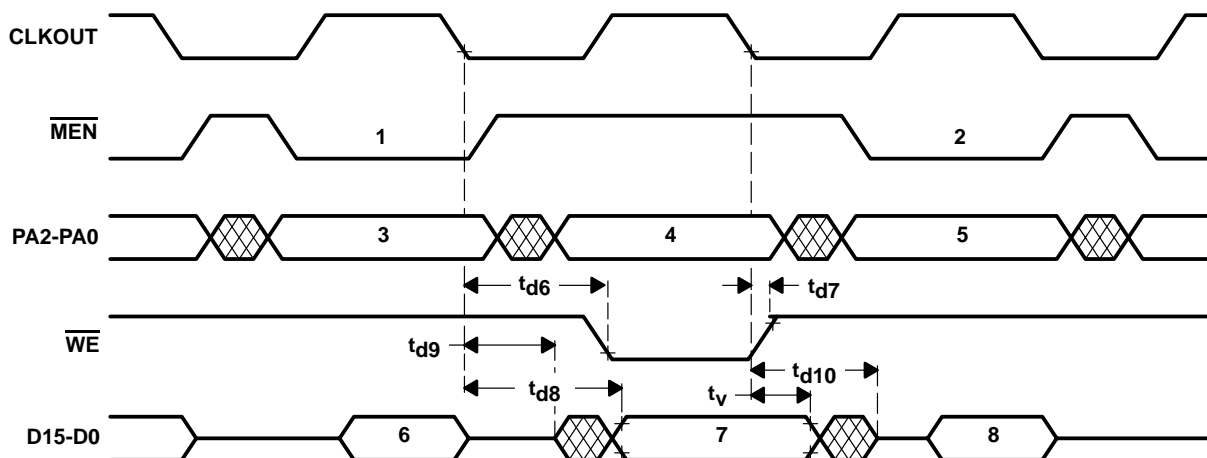 CLKOUT
MEN
1
2
PA2-PA0
3
4
5
td6
td7
WE
td9
td10
td8
tv
D15-D0
6
7
8